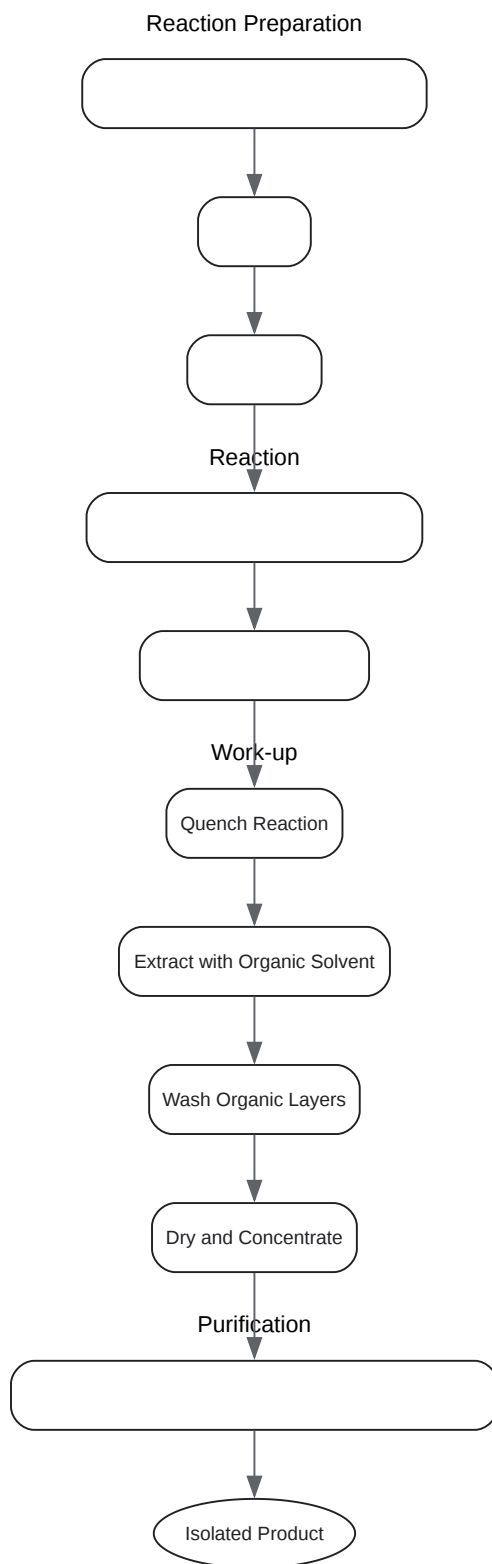 Reaction Preparation
Reaction
Work-up
Quench Reaction
Extract with Organic Solvent
Wash Organic Layers
Dry and Concentrate
Purification
Isolated Product